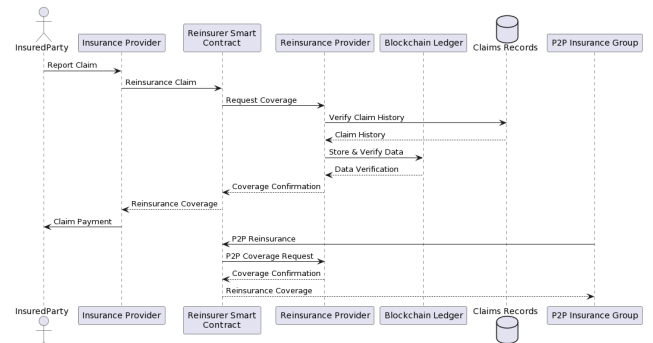 InsuredParty
Insurance Provider
Reinsurer Smart
Contract
Reinsurance Provider
Blockchain Ledger
Claims Records
P2P Insurance Group
Report Claim
Reinsurance Claim
Request Coverage
Verify Claim History
Claim History
Store & Verify Data
Data Verification
Coverage Confirmation
Reinsurance Coverage
Claim Payment
P2P Reinsurance
P2P Coverage Request
Coverage Confirmation
Reinsurance Coverage
InsuredParty
Insurance Provider
Reinsurer Smart
Contract
Reinsurance Provider
Blockchain Ledger
Claims Records
P2P Insurance Group